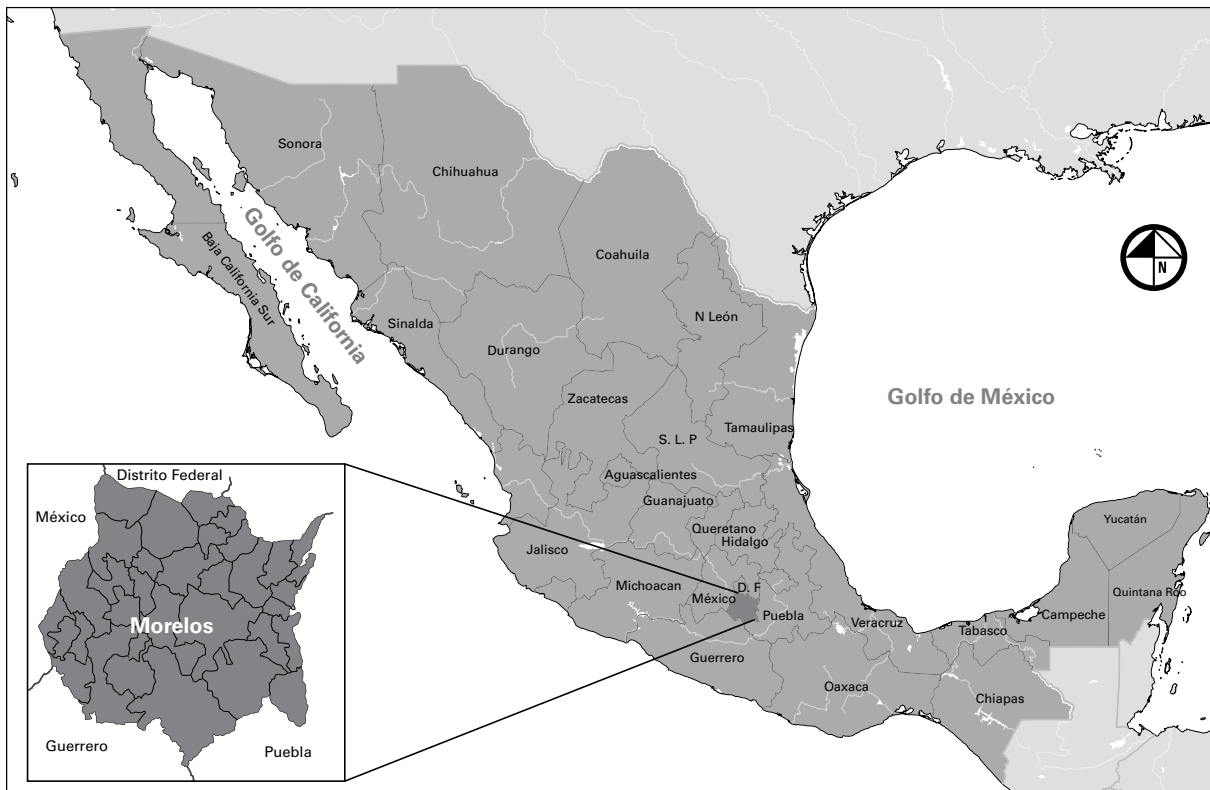 Sonora
Chihuahua
Coahuila
Golfo de California
Baja California Sur
N
N León
Sinalda
Durango
Golfo de México
Zacatecas
Tamaulipas
S. L. P
Aguascalientes
Guanajuato
Queretano
Hidalgo
Yucatán
Jalisco
Michoacan
D. F
México
Puebla
Quintana Roo
Campeche
Veracruz
Tabasco
Guerrero
Oaxaca
Chiapas
Distrito Federal
México
Morelos
Guerrero
Puebla